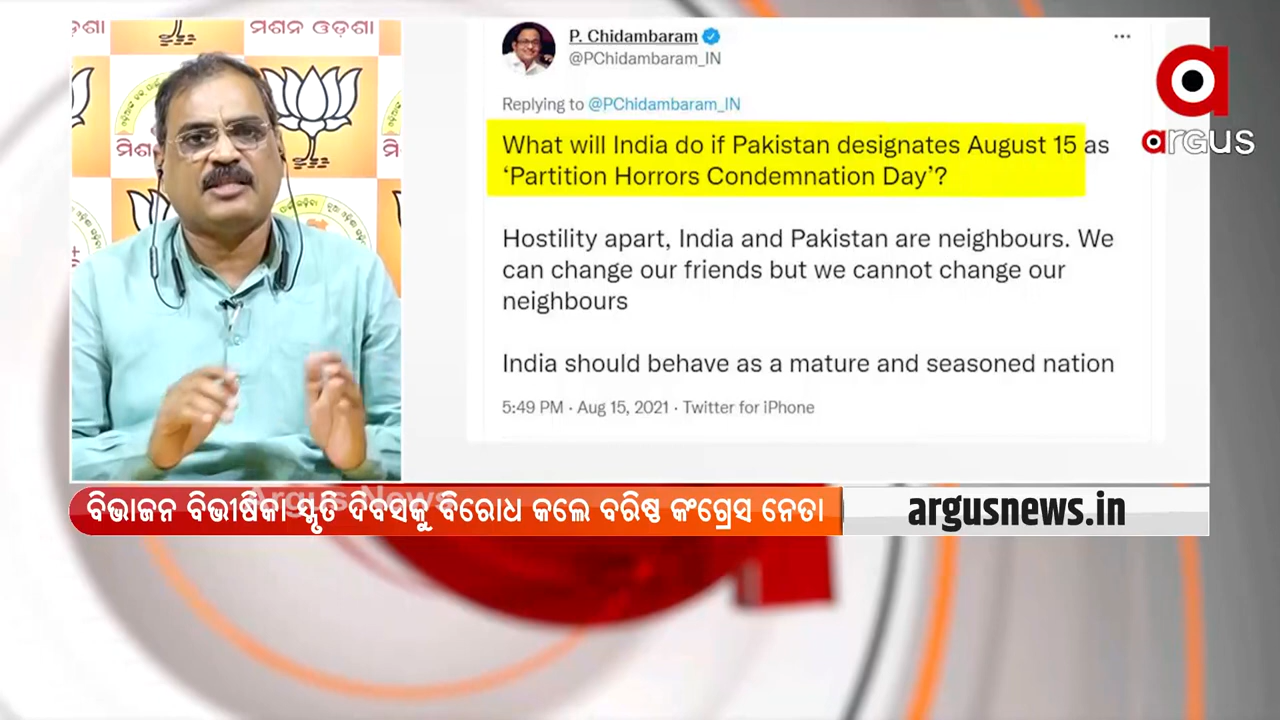 ମିଶନ ଓଡ଼ଶା
P. Chidambaram
@PChidambaram_IN
Replying to @PChidambaram_IN
What will India do if Pakistan designates August 15 as
‘Partition Horrors Condemnation Day’?
Hostility apart, India and Pakistan are neighbours. We
can change our friends but we cannot change our
neighbours
India should behave as a mature and seasoned nation
5:49 PM · Aug 15, 2021 · Twitter for iPhone
argus
Argus News
ବିଭାଜନ ବିଭୀଷିକା ସ୍ମୃତି ଦିବସକୁ ବିରୋଧ କଲେ ବରିଷ୍ଠ କଂଗ୍ରେସ ନେତା
argusnews.in